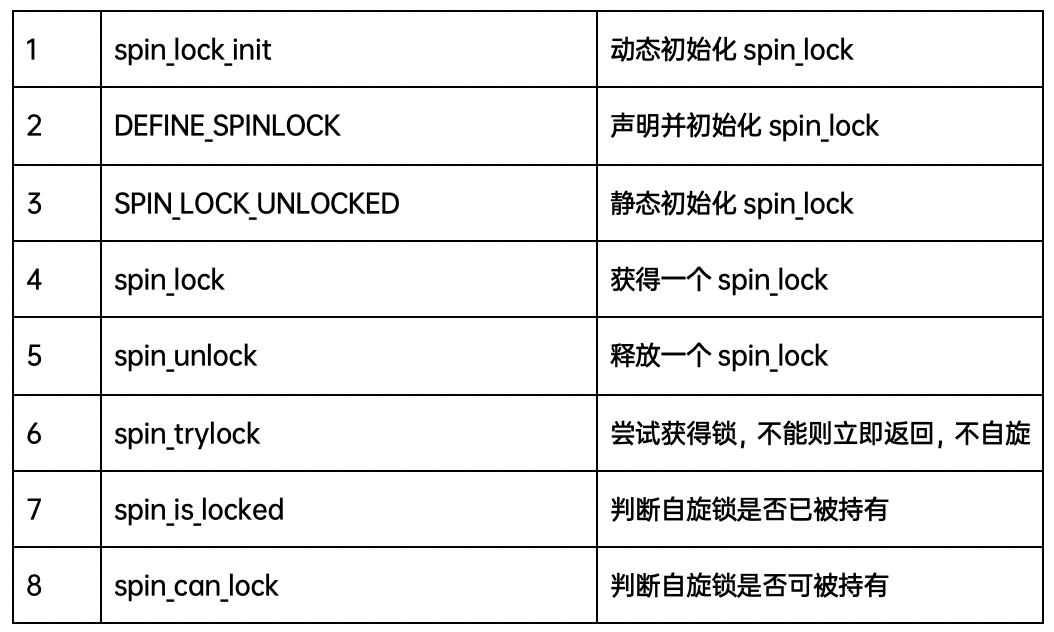 1 spin_lock_init 动态初始化 spin_lock
2 DEFINE_SPINLOCK 声明并初始化 spin_lock
3 SPIN_LOCK_UNLOCKED 静态初始化 spin_lock
4 spin_lock 获得一个 spin_lock
5 spin_unlock 释放一个 spin_lock
6 spin_trylock 尝试获得锁，不能则立即返回，不自旋
7 spin_is_locked 判断自旋锁是否已被持有
8 spin_can_lock 判断自旋锁是否可被持有